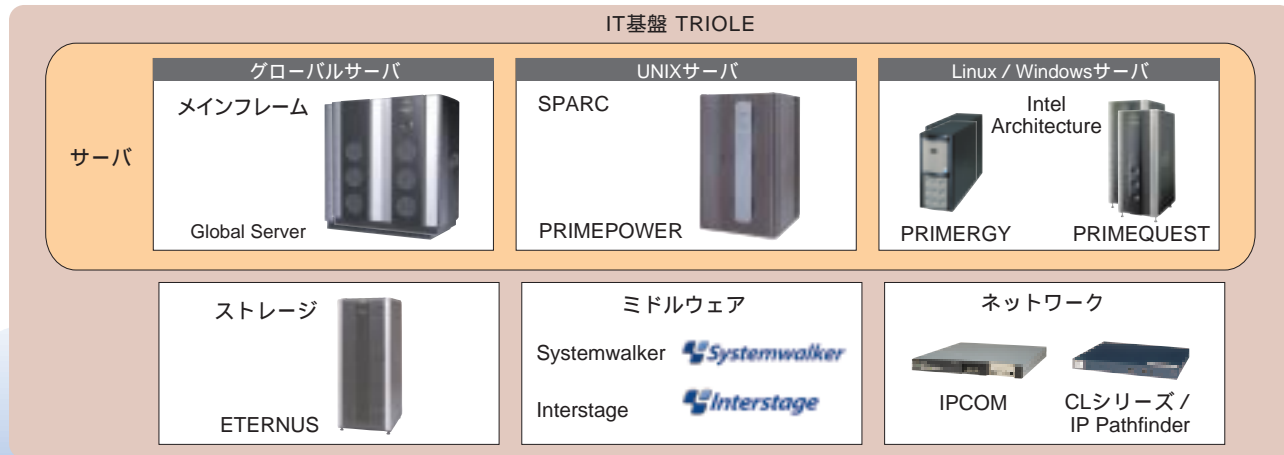 IT基盤 TRIOLE
サーバ
グローバルサーバ
メインフレーム
Global Server
UNIXサーバ
SPARC
PRIMEPOWER
Linux / Windowsサーバ
Intel
Architecture
PRIMERGY
PRIMEQUEST
ストレージ
ETERNUS
ミドルウェア
Systemwalker
Systemwalker
Interstage
Interstage
ネットワーク
IPCOM
CLシリーズ /
IP Pathfinder